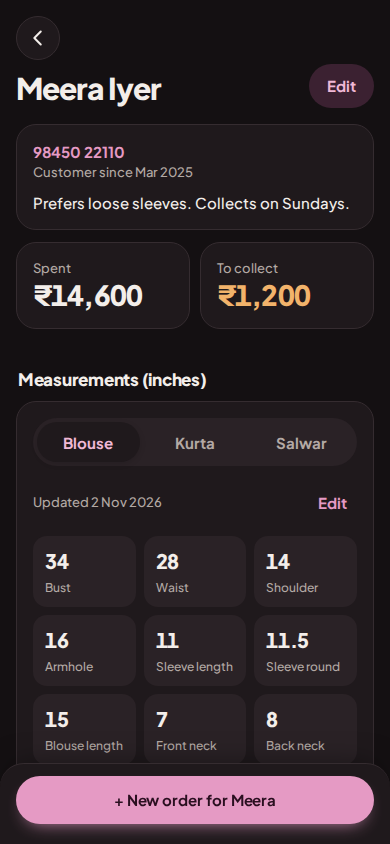 Meera Iyer
Edit
98450 22110
Customer since Mar 2025
Prefers loose sleeves. Collects on Sundays.
Spent
₹14,600
To collect
₹1,200
Measurements (inches)
Blouse
Kurta
Salwar
Updated 2 Nov 2026
Edit
34
Bust
28
Waist
14
Shoulder
16
Armhole
11
Sleeve length
11.5
Sleeve round
15
Blouse length
7
Front neck
8
Back neck
+ New order for Meera